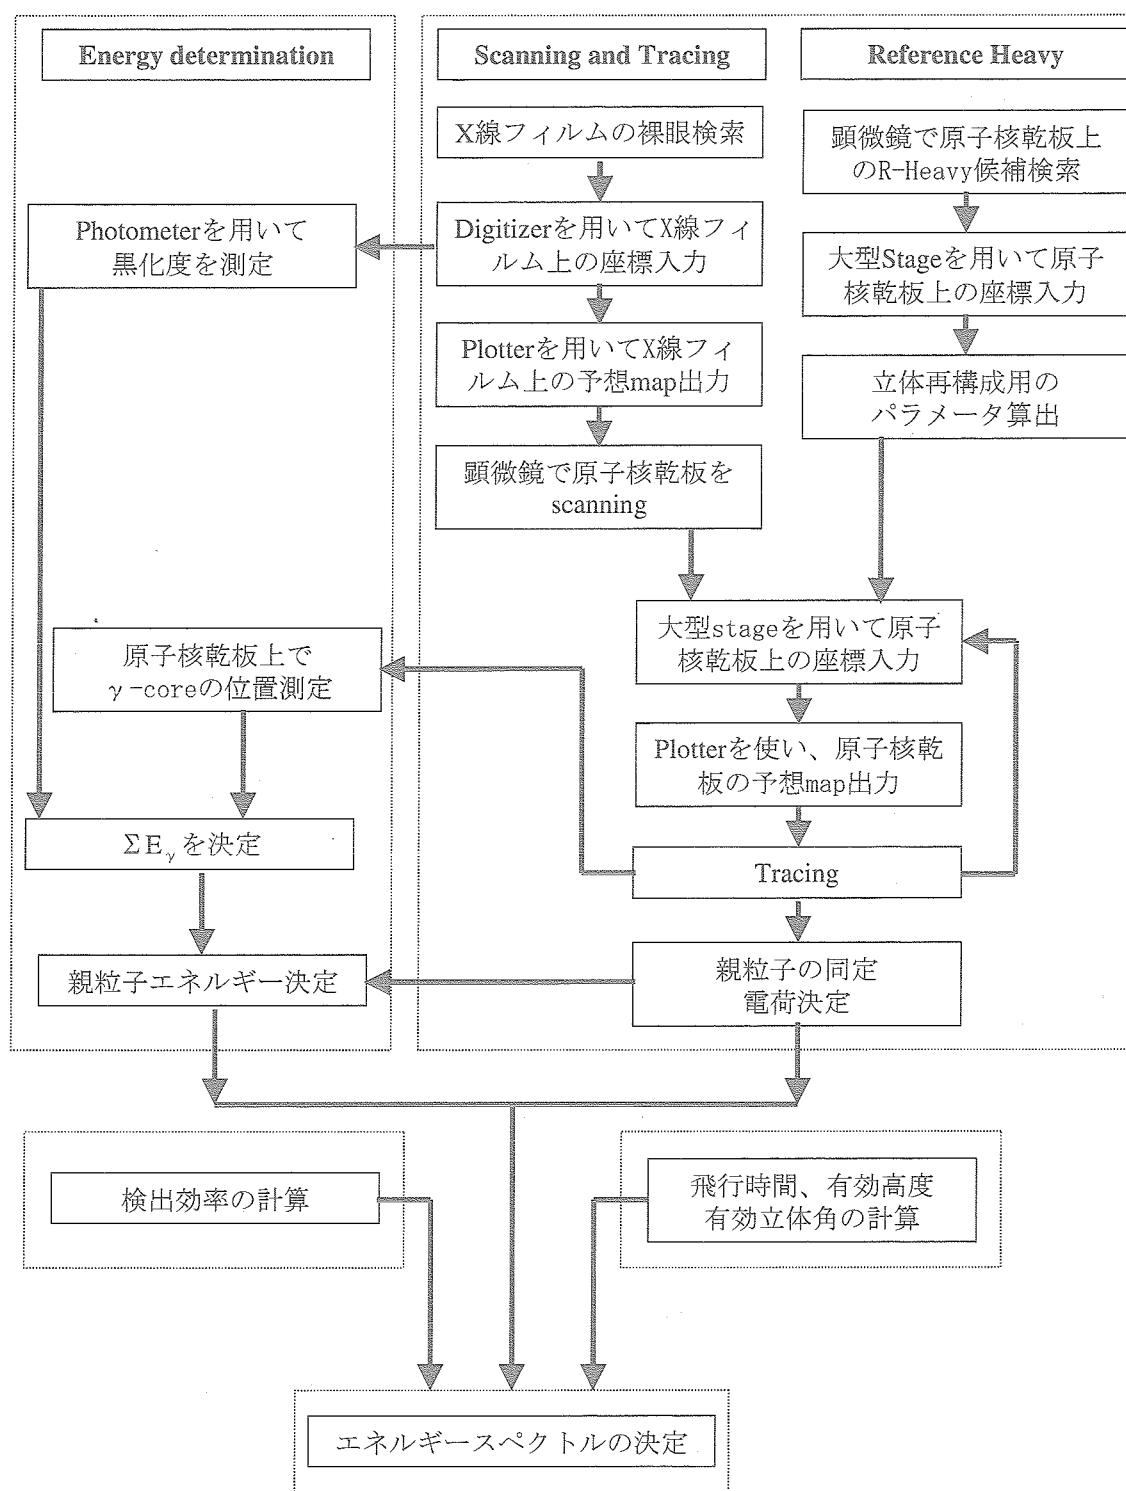 Energy determination
Scanning and Tracing
Reference Heavy
X線フィルムの裸眼検索
顕微鏡で原子核乾板上
のR-Heavy候補検索
Photometerを用いて
黒化度を測定
Digitizerを用いてX線フィ
ルム上の座標入力
大型Stageを用いて原子
核乾板上の座標入力
Plotterを用いてX線フィ
ルム上の予想map出力
立体再構成用の
パラメータ算出
顕微鏡で原子核乾板を
scanning
大型stageを用いて原子
核乾板上の座標入力
原子核乾板上で
γ-coreの位置測定
Plotterを使い、原子核乾
板の予想map出力
ΣEγを決定
Tracing
親粒子エネルギー決定
親粒子の同定
電荷決定
検出効率の計算
飛行時間、有効高度
有効立体角の計算
エネルギースペクトルの決定